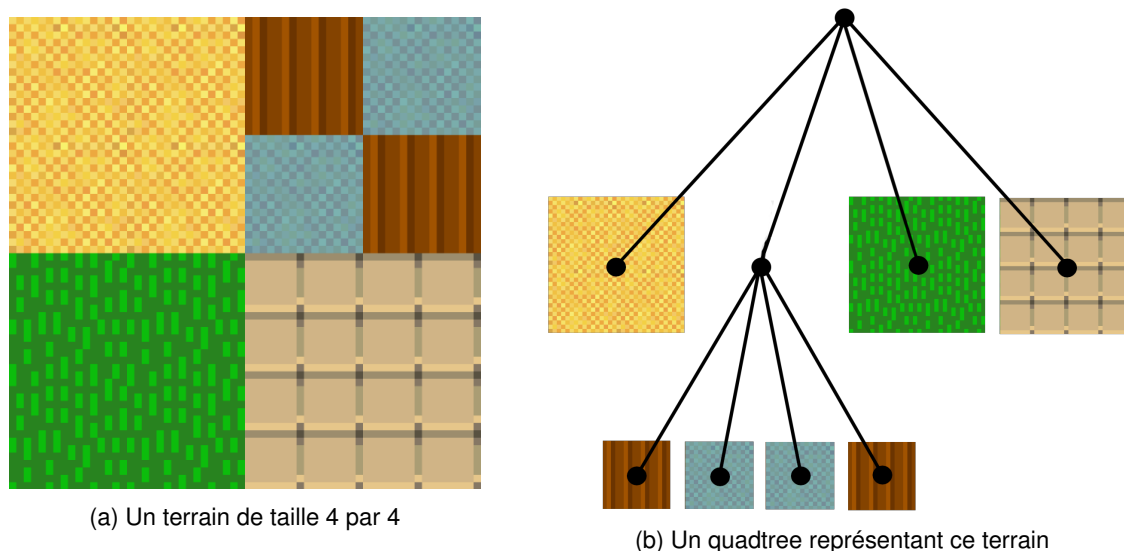 (a) Un terrain de taille 4 par 4
(b) Un quadtree représentant ce terrain